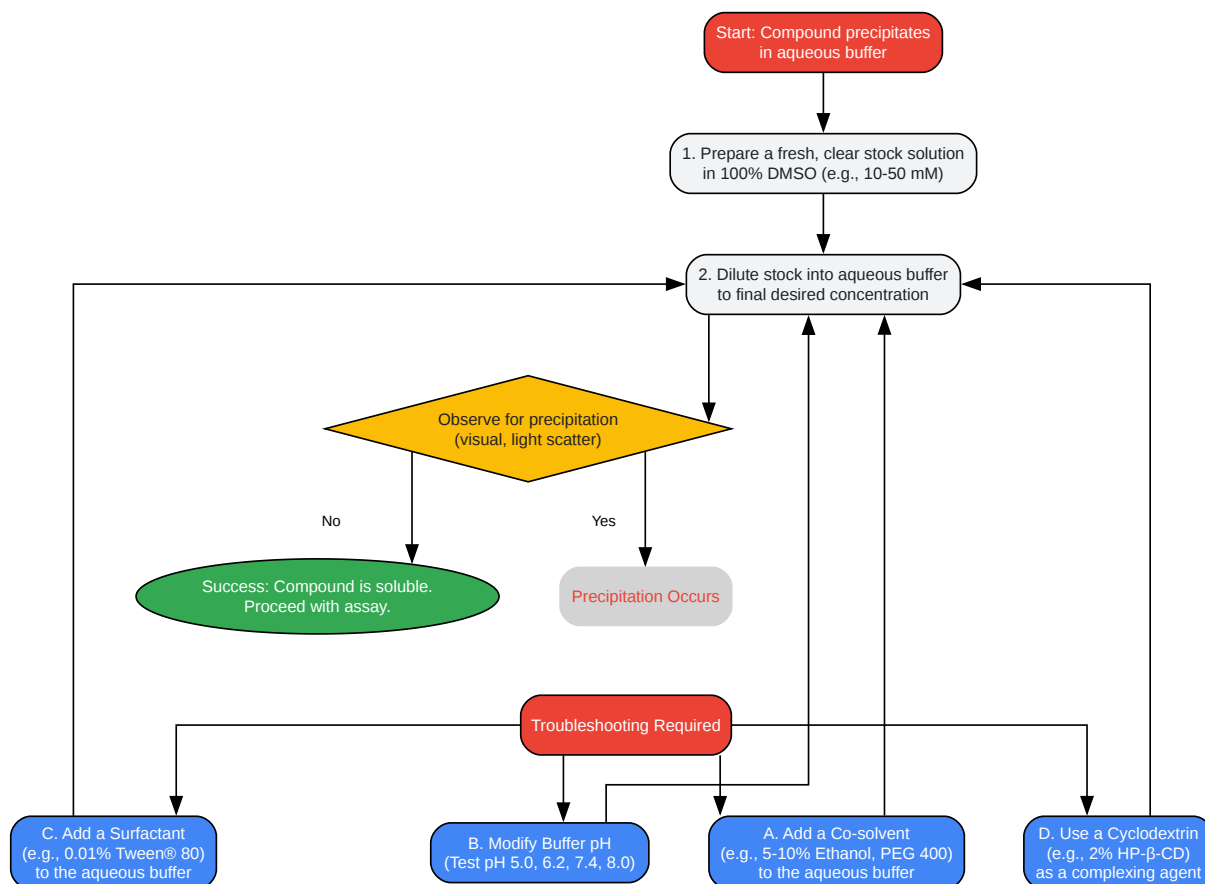 Start: Compound precipitates
in aqueous buffer
1. Prepare a fresh, clear stock solution
in 100% DMSO (e.g., 10-50 mM)
2. Dilute stock into aqueous buffer
to final desired concentration
Observe for precipitation
(visual, light scatter)
No
Yes
Success: Compound is soluble.
Proceed with assay.
Precipitation Occurs
Troubleshooting Required
C. Add a Surfactant
(e.g., 0.01% Tween® 80)
to the aqueous buffer
B. Modify Buffer pH
(Test pH 5.0, 6.2, 7.4, 8.0)
A. Add a Co-solvent
(e.g., 5-10% Ethanol, PEG 400)
to the aqueous buffer
D. Use a Cyclodextrin
(e.g., 2% HP-β-CD)
as a complexing agent